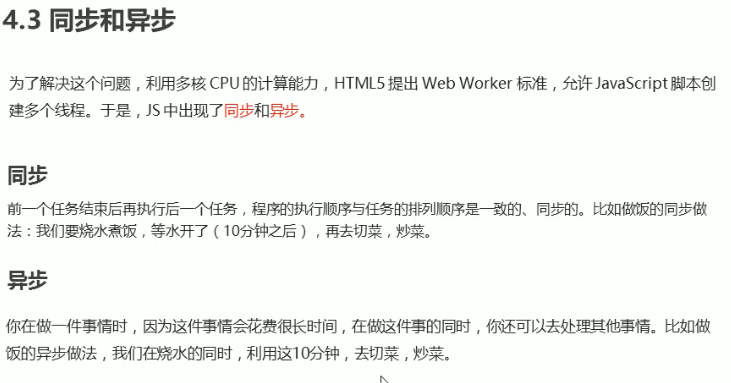 4.3 同步和异步
为了解决这个问题，利用多核 CPU 的计算能力，HTML5 提出 Web Worker 标准，允许 JavaScript 脚本创
建多个线程。于是，JS 中出现了同步和异步。
同步
前一个任务结束后再执行后一个任务，程序的执行顺序与任务的排列顺序是一致的、同步的。比如做饭的同步做
法：我们要烧水煮饭，等水开了（10分钟之后），再去切菜，炒菜。
异步
你在做一件事情时，因为这件事情会花费很长时间，在做这件事的同时，你还可以去处理其他事情。比如做
饭的异步做法，我们在烧水的同时，利用这10分钟，去切菜，炒菜。